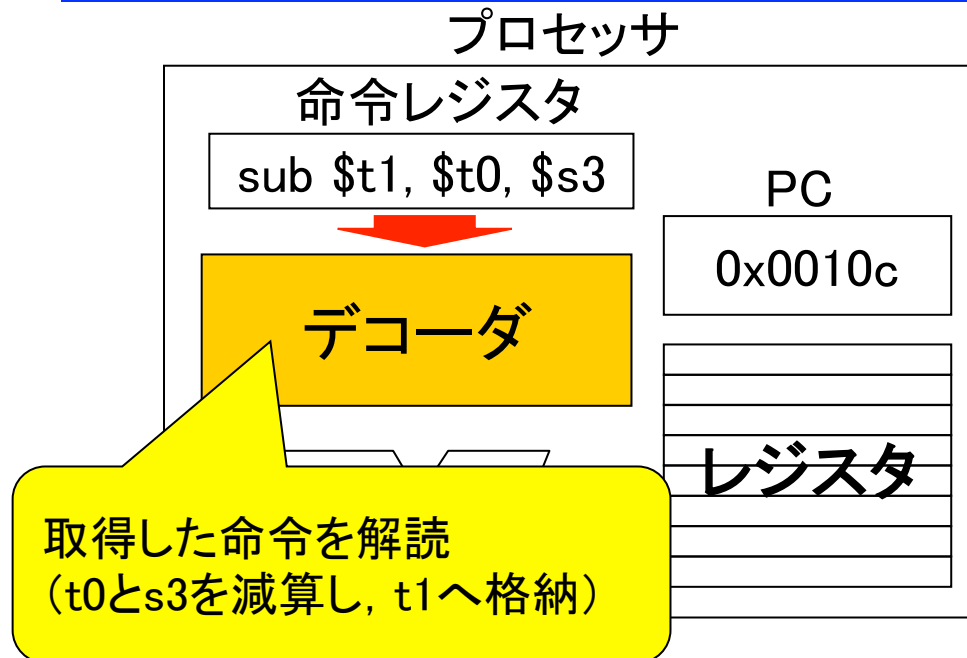 プロセッサ
命令レジスタ
sub $t1, $t0, $s3
PC
0x0010c
デコーダ
レジスタ
取得した命令を解読
(t0とs3を減算し, t1へ格納)